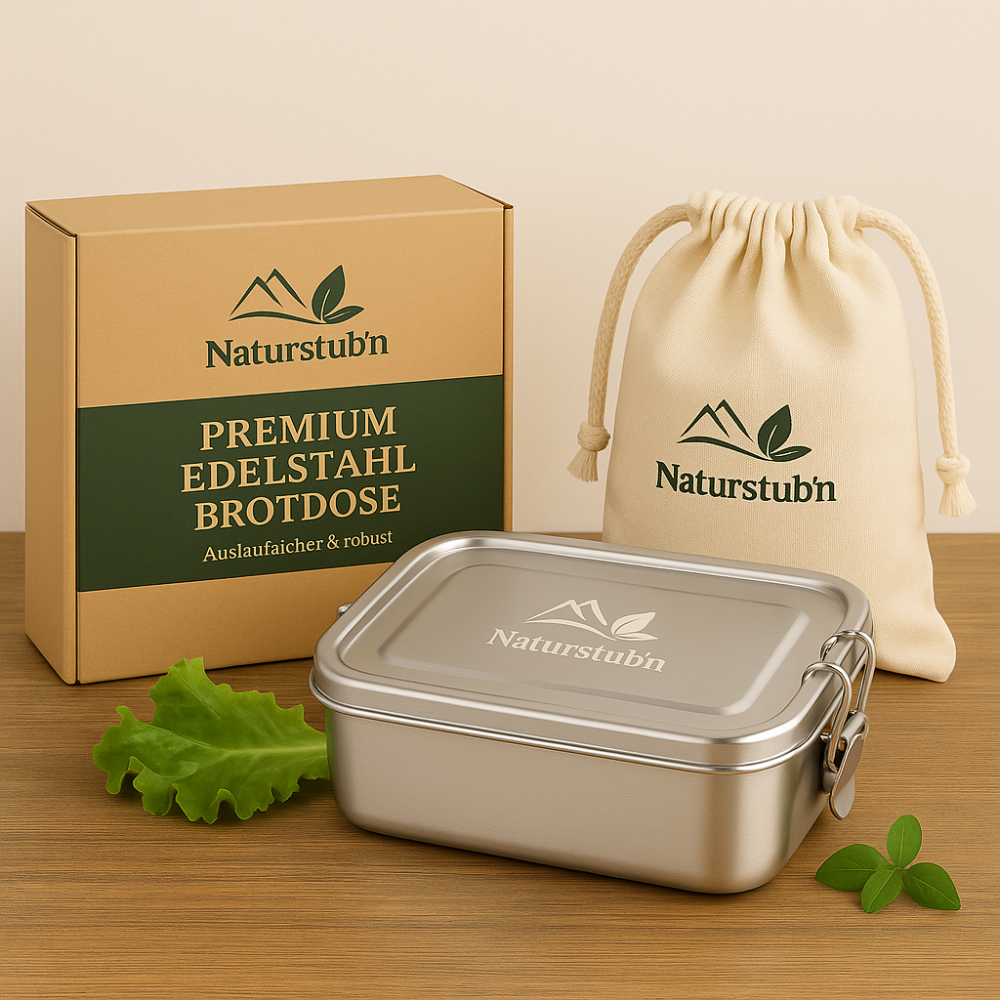 Naturstub'n
PREMIUM
EDELSTAHL
BROTDOSE
Auslaufaicher & robust
Naturstub'n
Naturstub'n